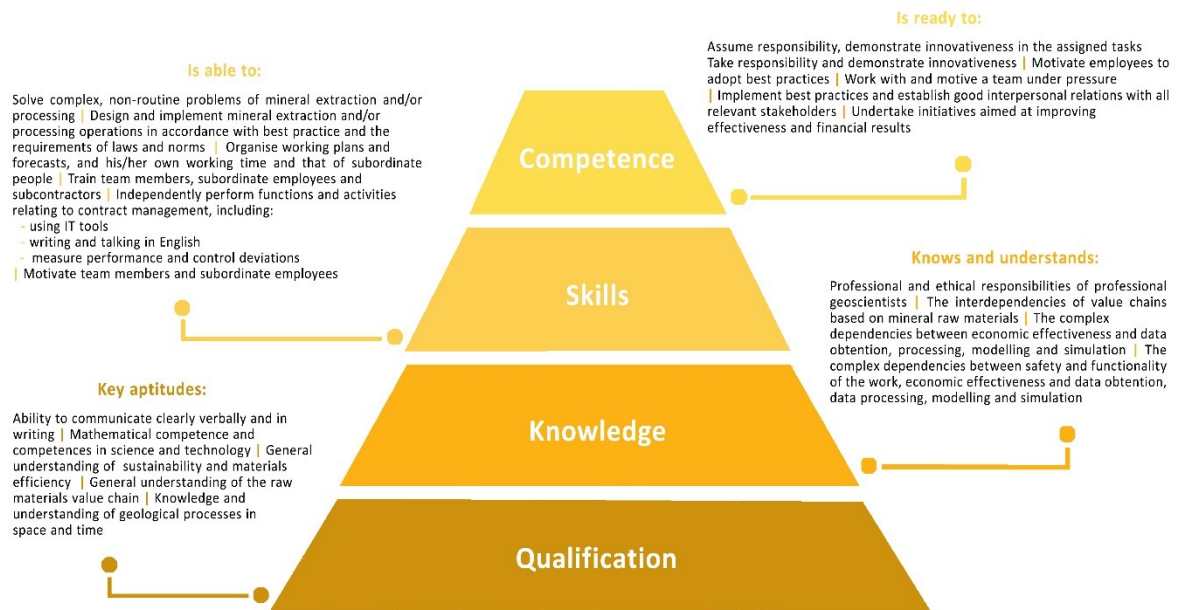 Is ready to:
Assume responsibility, demonstrate innovativeness in the assigned tasks
Take responsibility and demonstrate innovativeness | Motivate employees to
adopt best practices | Work with and motive a team under pressure
| Implement best practices and establish good interpersonal relations with all
relevant stakeholders | Undertake initiatives aimed at improving
effectiveness and financial results
Is able to:
Solve complex, non-routine problems of mineral extraction and/or
processing | Design and implement mineral extraction and/or
processing operations in accordance with best practice and the
requirements of laws and norms | Organise working plans and
forecasts, and his/her own working time and that of subordinate
people | Train team members, subordinate employees and
subcontractors | Independently perform functions and activities
relating to contract management, including:
- using IT tools
- writing and talking in English
- measure performance and control deviations
| Motivate team members and subordinate employees
Competence
Skills
Knows and understands:
Professional and ethical responsibilities of professional
geoscientists | The interdependencies of value chains
based on mineral raw materials | The complex
dependencies between economic effectiveness and data
obtention, processing, modelling and simulation | The
complex dependencies between safety and functionality
of the work, economic effectiveness and data obtention,
data processing, modelling and simulation
Key aptitudes:
Ability to communicate clearly verbally and in
writing | Mathematical competence and
competences in science and technology | General
understanding of sustainability and materials
efficiency | General understanding of the raw
materials value chain | Knowledge and
understanding of geological processes in
space and time
Knowledge
Qualification